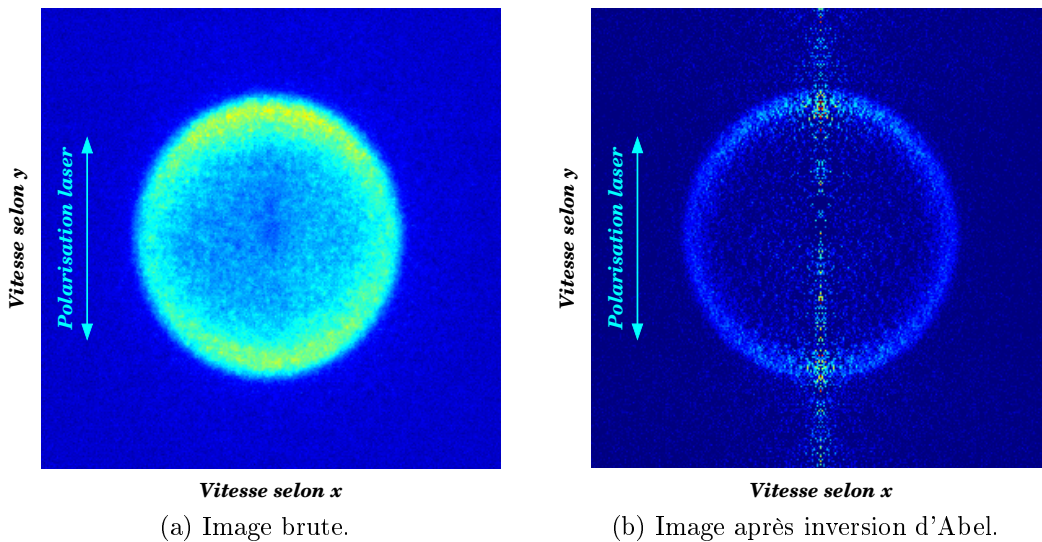 Vitesse selon y
Polarisation laser
Vitesse selon x
(a) Image brute.
Vitesse selon y
Polarisation laser
Vitesse selon x
(b) Image après inversion d'Abel.